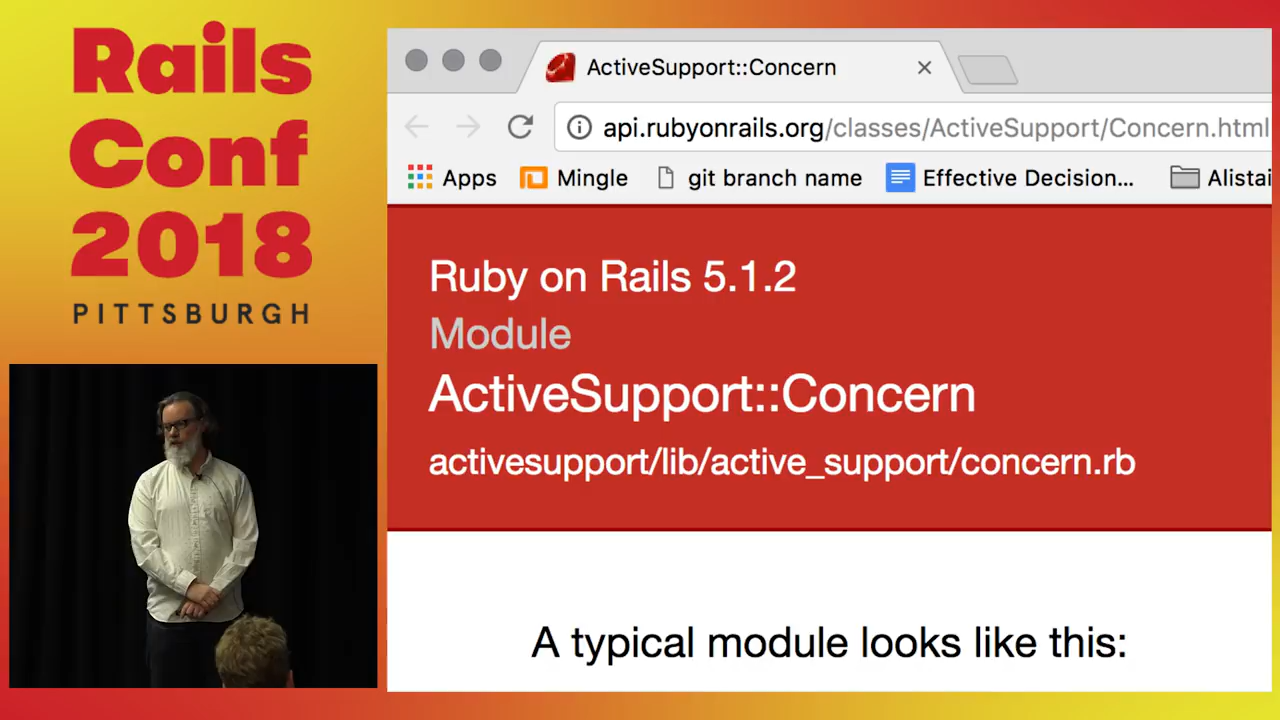 Rails
Conf
2018
PITTSBURGH
ActiveSupport::Concern
api.rubyonrails.org/classes/ActiveSupport/Concern.html
Apps
Mingle
git branch name
Effective Decision...
Alistai
Ruby on Rails 5.1.2
Module
ActiveSupport::Concern
activesupport/lib/active_support/concern.rb
A typical module looks like this: